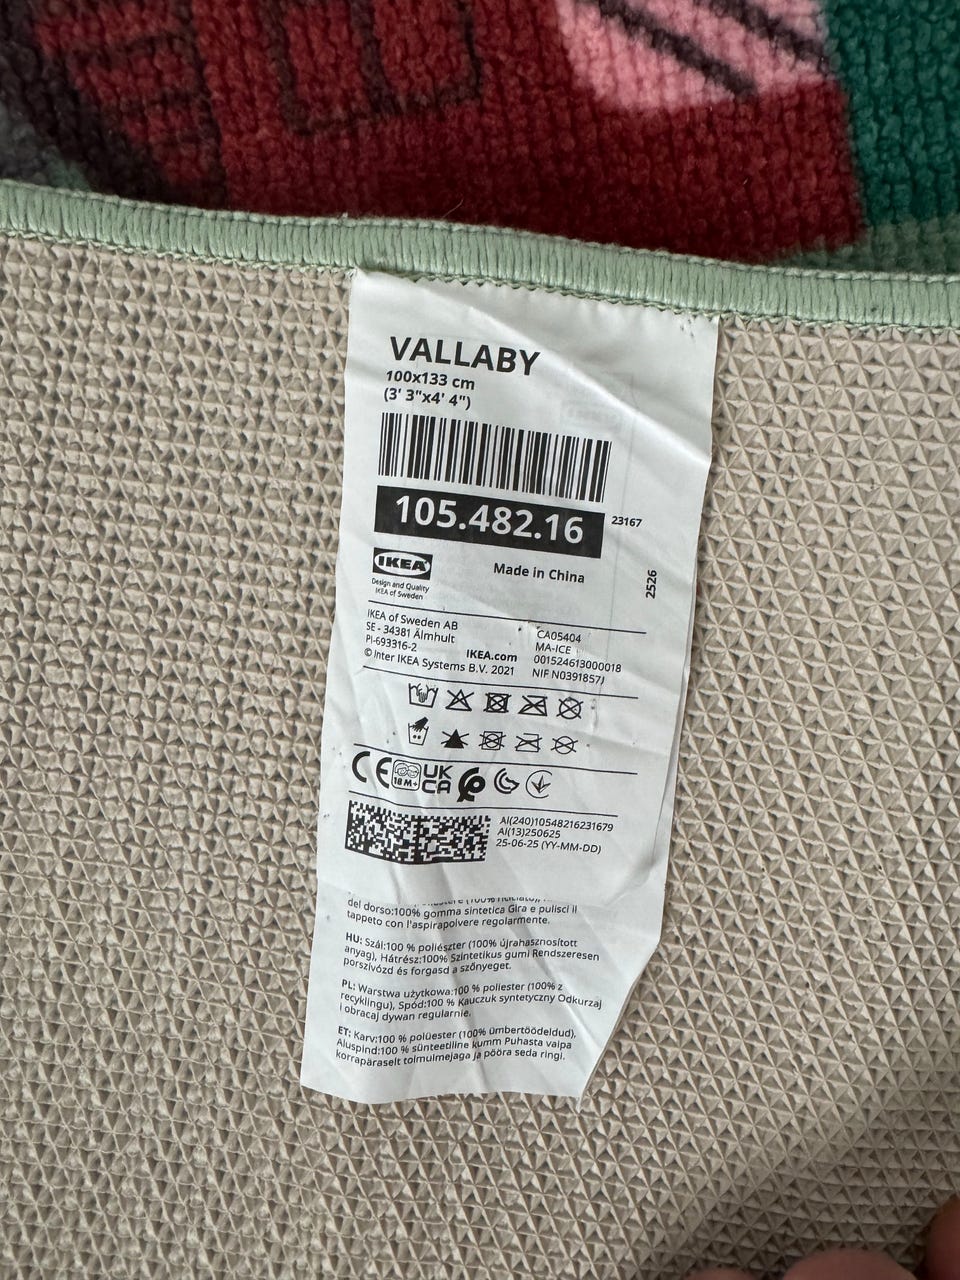 VALLABY
100x133 cm
(3' 3"x4' 4")
105.482.16
23167
IKEA
Design and Quality
IKEA of Sweden
Made in China
2526
IKEA of Sweden AB
SE - 34381 Älmhult
PI-693316-2
IKEA.com
© Inter IKEA Systems B.V. 2021
CA05404
MA-ICE
001524613000018
NIF N0391857J
CE
18 M+
UK
CA
AI(240)10548216231679
AI(13)250625
25-06-25 (YY-MM-DD)
del dorso:100% gomma sintetica Gira e pulisci il
tappeto con l'aspirapolvere regolarmente.
HU: Szál:100 % poliészter (100% újrahasznosított
anyag), Hátrész:100% Szintetikus gumi Rendszeresen
porszívózd és forgasd a szőnyeget.
PL: Warstwa użytkowa:100 % poliester (100% z
recyklingu), Spód:100 % Kauczuk syntetyczny Odkurzaj
i obracaj dywan regularnie.
ET: Karv:100 % polüester (100% ümbertöödeldud),
Aluspind:100 % sünteetiline kumm Puhasta vaipa
korrapäraselt tolmuimejaga ja pööra seda ringi.